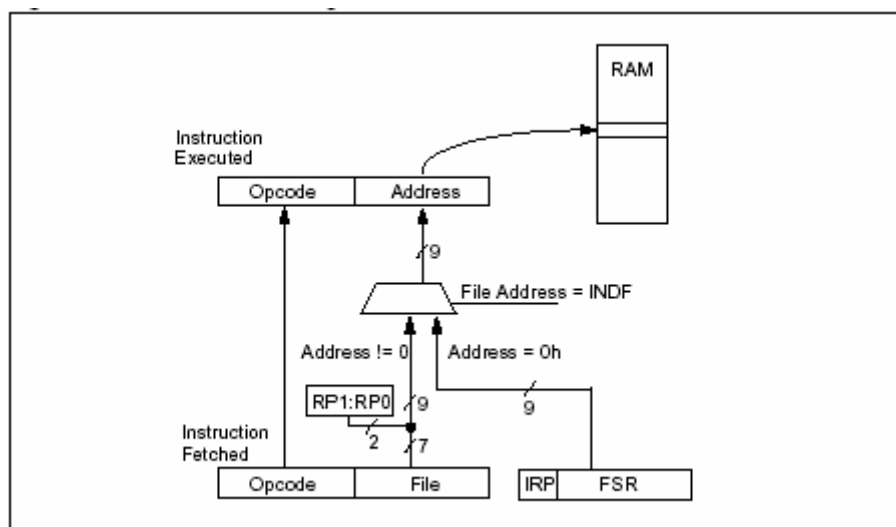 RAM
Instruction
Executed
Opcode Address
9
File Address = INDF
Address != 0 Address = 0h
RP1:RP0 9 9
2
Instruction
Fetched
7
Opcode File IRP FSR